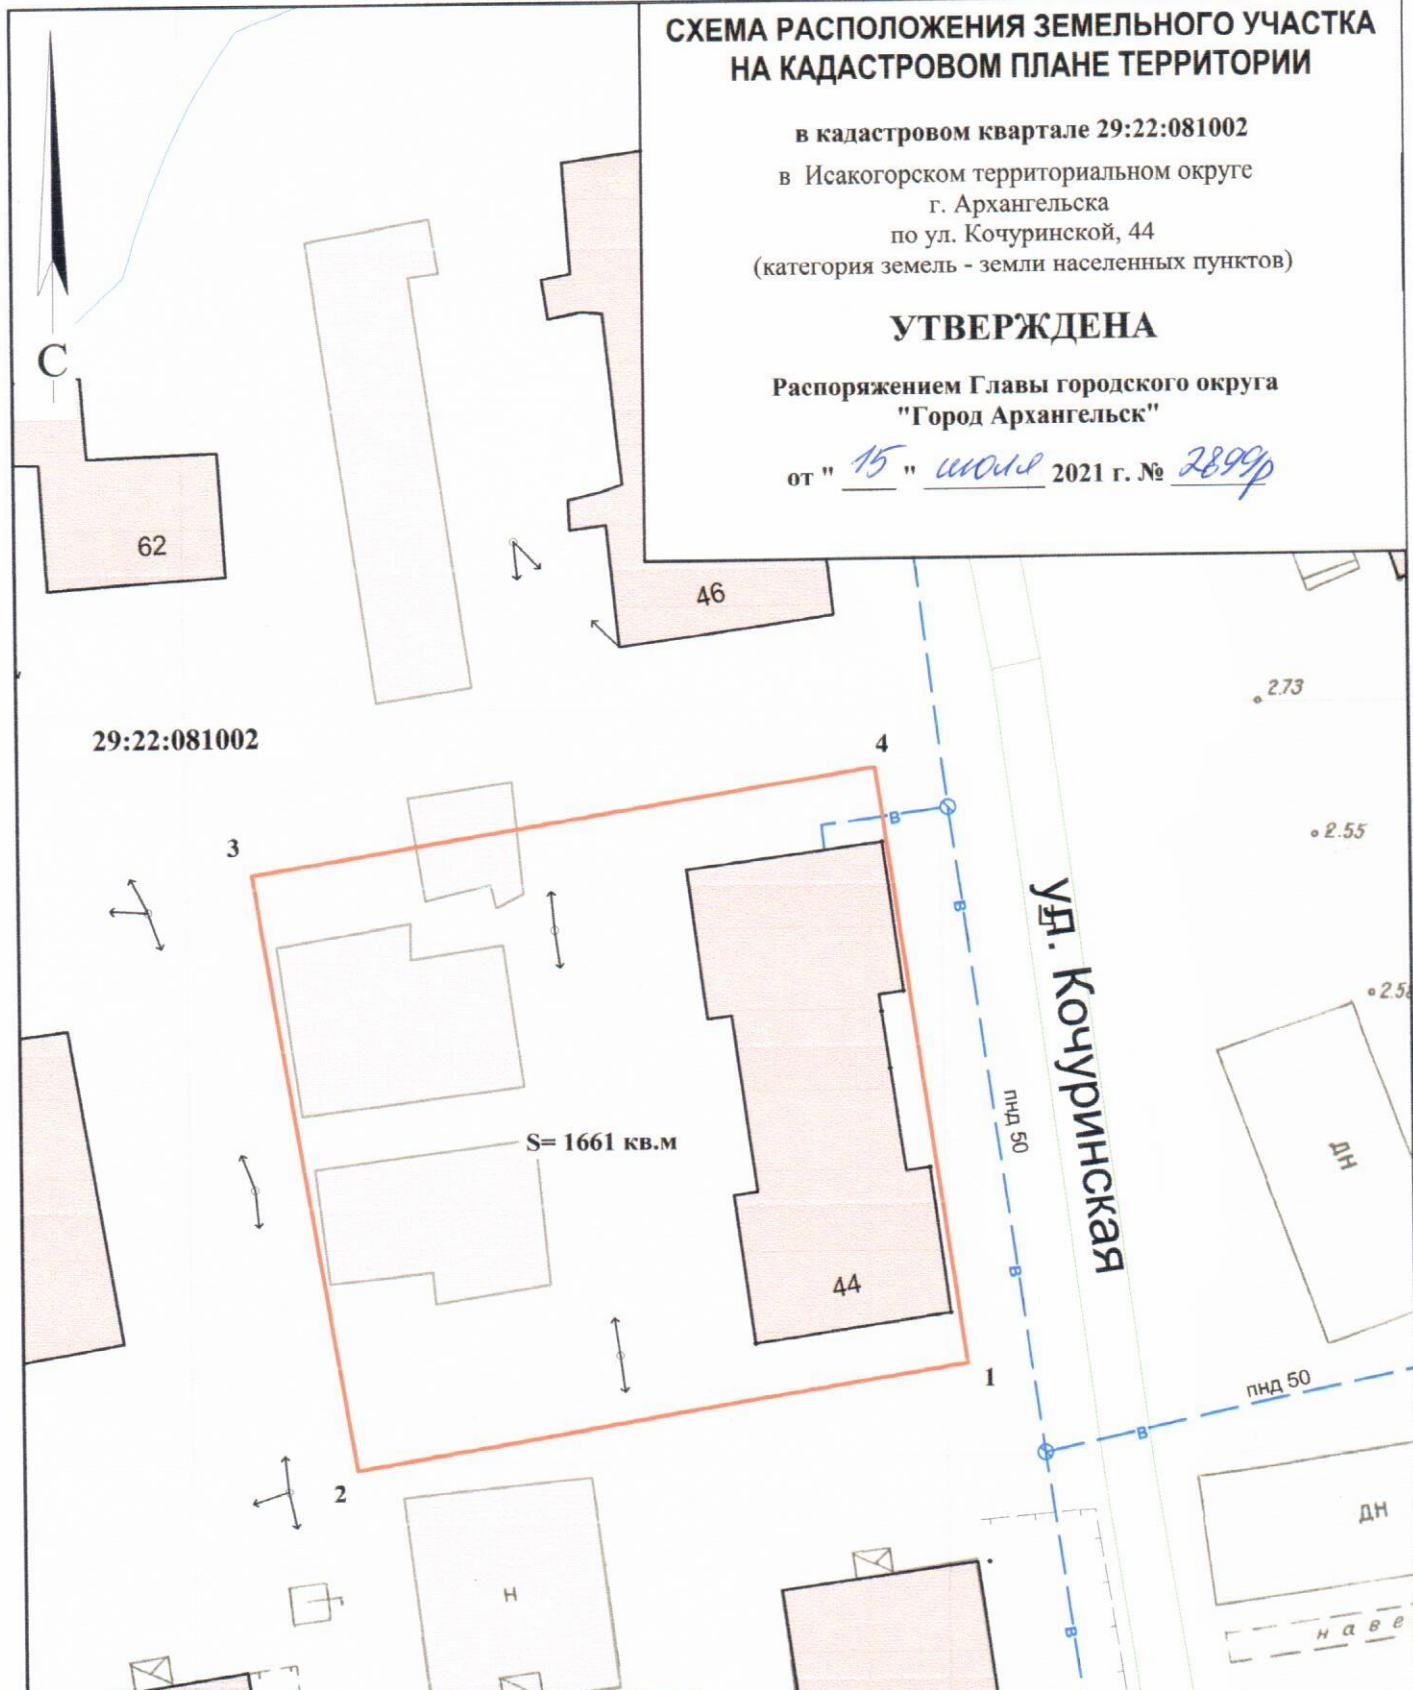 СХЕМА РАСПОЛОЖЕНИЯ ЗЕМЕЛЬНОГО УЧАСТКА
НА КАДАСТРОВОМ ПЛАНЕ ТЕРРИТОРИИ
в кадастровом квартале 29:22:081002
в Исакогорском территориальном округе
г. Архангельска
по ул. Кочуринской, 44
(категория земель - земли населенных пунктов)
УТВЕРЖДЕНА
Распоряжением Главы городского округа
"Город Архангельск"
от " 15 " июля 2021 г. № 2899р
С
62
46
2.73
29:22:081002
4
В
2.55
3
В
ул. Кочуринская
2.58
пнд 50
S= 1661 кв.м
ДН
В
44
1
пнд 50
В
2
ДН
Н
В
наве